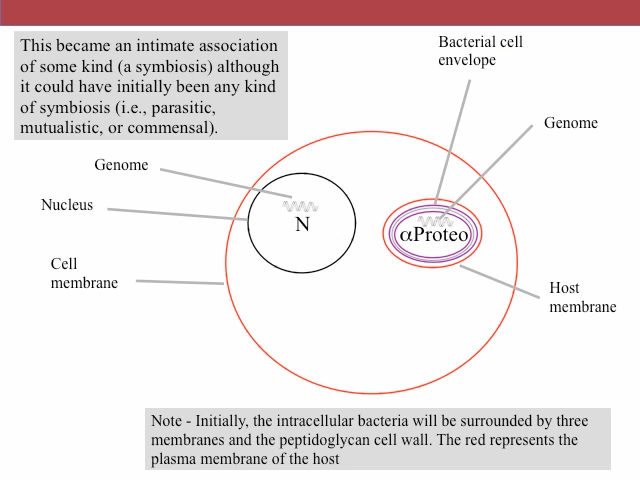 This became an intimate association
of some kind (a symbiosis) although
it could have initially been any kind
of symbiosis (i.e., parasitic,
mutualistic, or commensal).
Bacterial cell
envelope
Genome
Genome
Nucleus
N
αProteo
Cell
membrane
Host
membrane
Note - Initially, the intracellular bacteria will be surrounded by three
membranes and the peptidoglycan cell wall. The red represents the
plasma membrane of the host